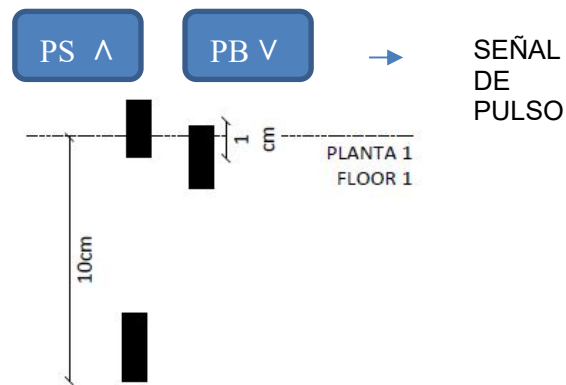 PS ˄
PB ˅
SEÑAL
DE
PULSO
1
cm
PLANTA 1
FLOOR 1
10cm